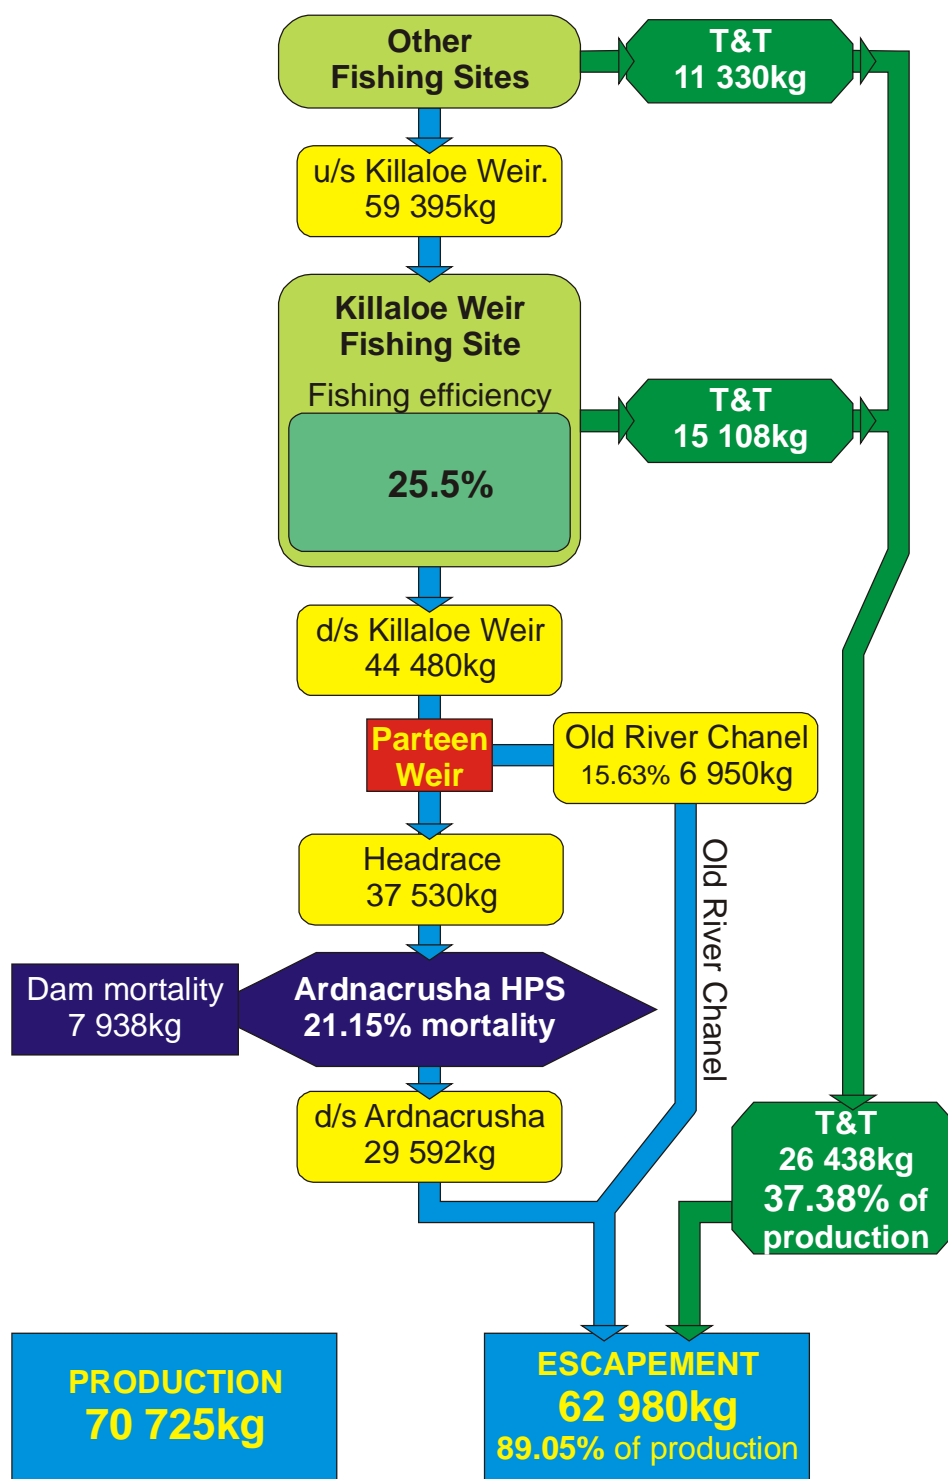 Other
Fishing Sites
T&T
11 330kg
u/s Killaloe Weir.
59 395kg
Killaloe Weir
Fishing Site
Fishing efficiency
25.5%
T&T
15 108kg
d/s Killaloe Weir
44 480kg
Parteen
Weir
Old River Chanel
15.63% 6 950kg
Headrace
37 530kg
Old River Chanel
Dam mortality
7 938kg
Ardnacrusha HPS
21.15% mortality
d/s Ardnacrusha
29 592kg
T&T
26 438kg
37.38% of
production
PRODUCTION
70 725kg
ESCAPEMENT
62 980kg
89.05% of production